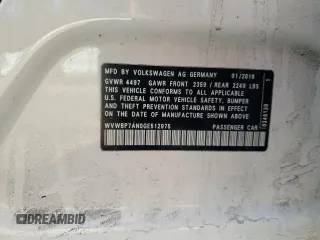 MFD. BY VOLKSWAGEN AG GERMANY 01/2016
GVWR 4497 GAWR FRONT 2359 / REAR 2249 LBS
THIS VEHICLE CONFORMS TO ALL APPLICABLE
FEDERAL MOTOR VEHICLE SAFETY, BUMPER
AND THEFT PREVENTION STANDARDS IN EFFECT
ON THE DATE OF MANUFACTURE SHOWN ABOVE
PASSENGER CAR
DREAMBID